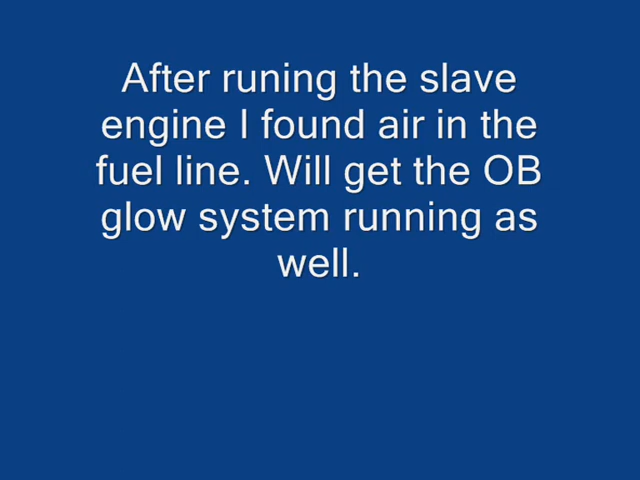 After runing the slave
engine I found air in the
fuel line. Will get the OB
glow system running as
well.